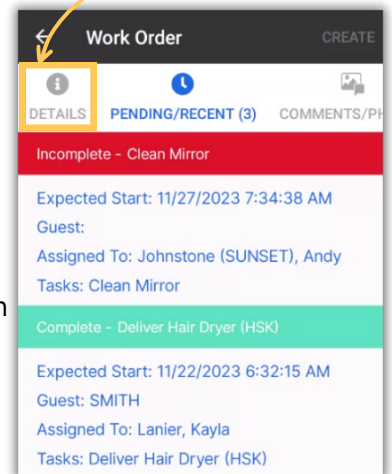 Work Order
CREATE
DETAILS
PENDING/RECENT (3)
COMMENTS/PH
Incomplete - Clean Mirror
Expected Start: 11/27/2023 7:34:38 AM
Guest:
Assigned To: Johnstone (SUNSET), Andy
Tasks: Clean Mirror
Complete - Deliver Hair Dryer (HSK)
Expected Start: 11/22/2023 6:32:15 AM
Guest: SMITH
Assigned To: Lanier, Kayla
Tasks: Deliver Hair Dryer (HSK)